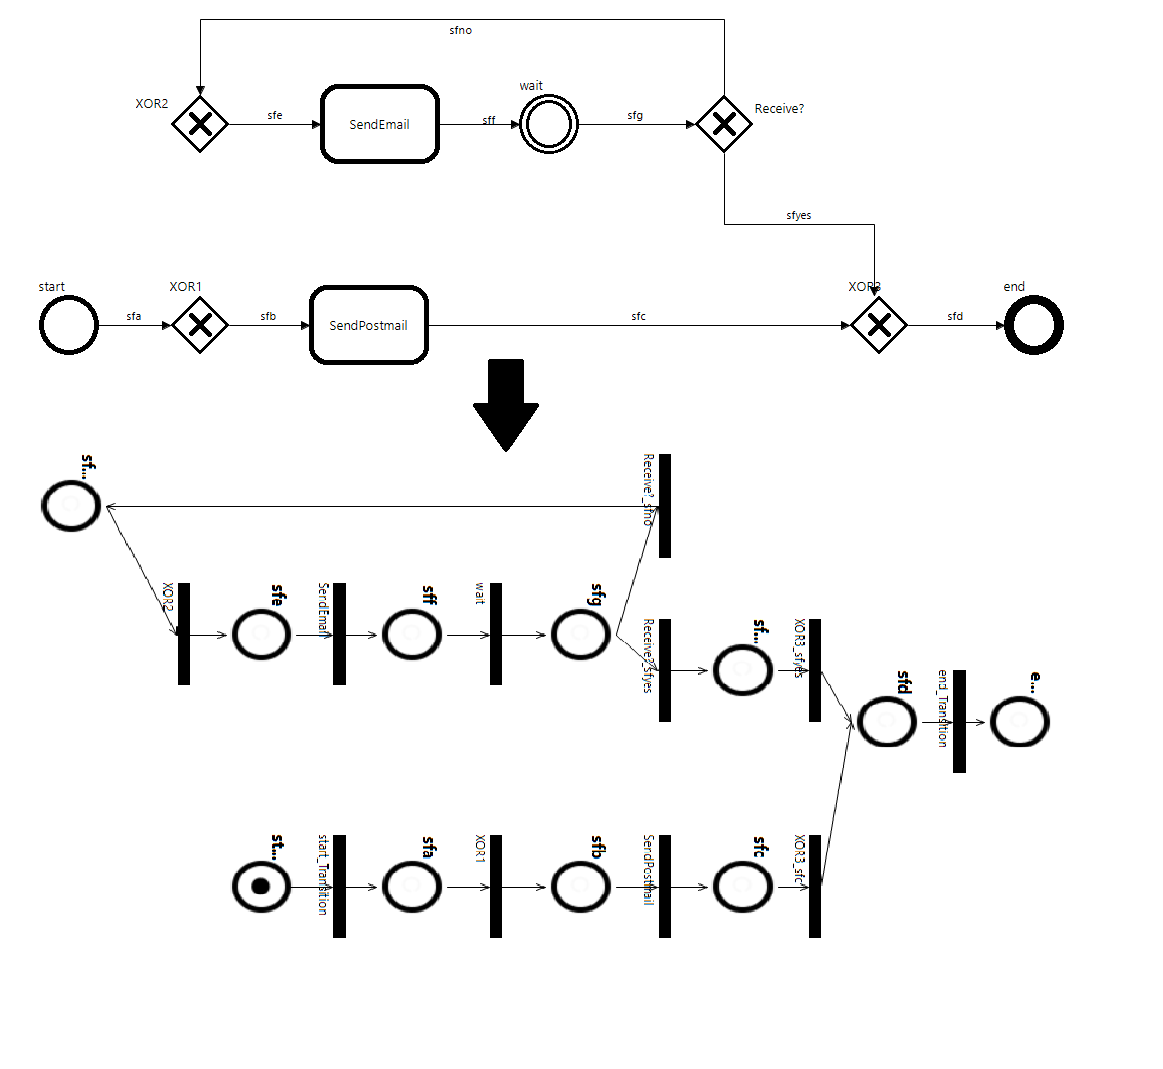 sfno
wait
XOR2
Receive?
sfe
SendEmail
sff
sfg
sfyes
start
XOR1
XOR3
end
sfa
sfb
SendPostmail
sfc
sfd
sf...
Receive?_sfno
XOR2
sfe
SendEmail
sff
wait
sfg
Receive?_sfyes
sf...
XOR3_sfyes
sfd
end_Transition
e...
st...
start_Transition
sfa
XOR1
sfb
SendPostmail
sfc
XOR3_sfc